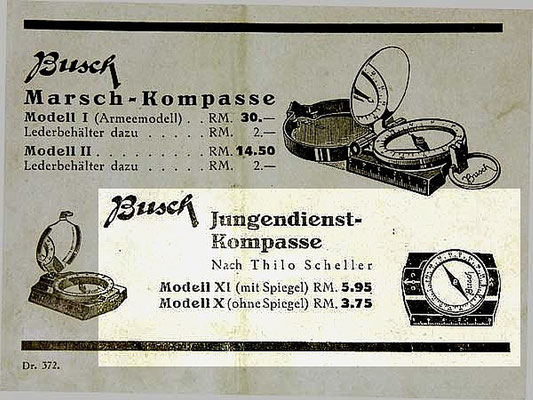 Busch
Marsch-Kompasse
Modell I (Armeemodell) . . RM. 30.—
Lederbehälter dazu . . . . . RM. 2.—
Modell II . . . . . . . . . RM. 14.50
Lederbehälter dazu . . . . . RM. 2.—
Busch
Busch
Jungendienst-
Kompasse
Nach Thilo Scheller
Modell XI (mit Spiegel) RM. 5.95
Modell X (ohne Spiegel) RM. 3.75
Busch
Dr. 372.